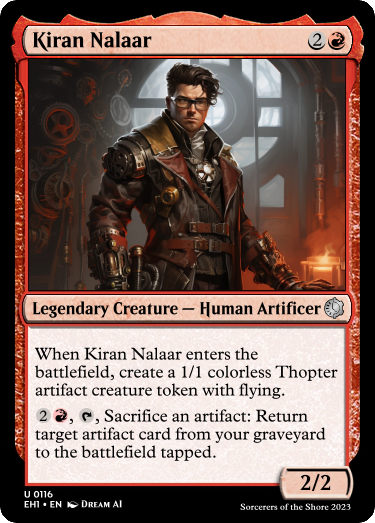 Kiran Nalaar 2
Legendary Creature — Human Artificer
When Kiran Nalaar enters the
battlefield, create a 1/1 colorless Thopter
artifact creature token with flying.
2 , , Sacrifice an artifact: Return
target artifact card from your graveyard
to the battlefield tapped.
2/2
U 0116
EH1 • EN Dream AI
Sorcerers of the Shore 2023